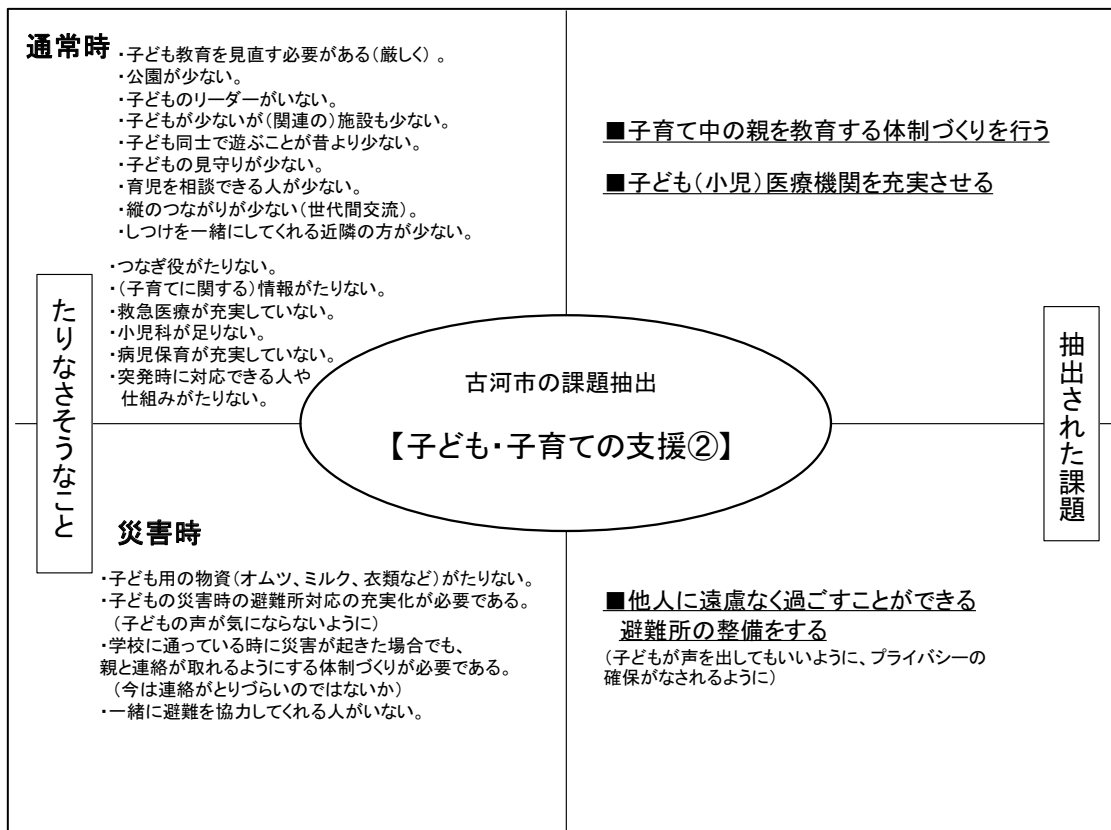 通常時
・子ども教育を見直す必要がある(厳しく) 。
・公園が少ない。
・子どものリーダーがいない。
・子どもが少ないが(関連の)施設も少ない。
・子ども同士で遊ぶことが昔より少ない。
・子どもの見守りが少ない。
・育児を相談できる人が少ない。
・縦のつながりが少ない(世代間交流)。
・しつけを一緒にしてくれる近隣の方が少ない。
・つなぎ役がたりない。
・(子育てに関する)情報がたりない。
・救急医療が充実していない。
・小児科が足りない。
・病児保育が充実していない。
・突発時に対応できる人や
仕組みがたりない。
■子育て中の親を教育する体制づくりを行う
■子ども(小児)医療機関を充実させる
たりなさそうなこと
古河市の課題抽出
【子ども・子育ての支援②】
抽出された課題
災害時
・子ども用の物資(オムツ、ミルク、衣類など)がたりない。
・子どもの災害時の避難所対応の充実化が必要である。
(子どもの声が気にならないように)
・学校に通っている時に災害が起きた場合でも、
親と連絡が取れるようにする体制づくりが必要である。
(今は連絡がとりづらいのではないか)
・一緒に避難を協力してくれる人がいない。
■他人に遠慮なく過ごすことができる
避難所の整備をする
(子どもが声を出してもいいように、プライバシーの
確保がなされるように)